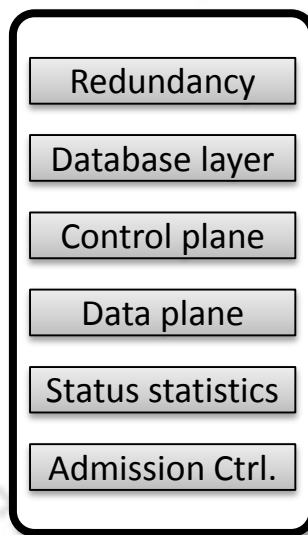 Redundancy
Database layer
Control plane
Data plane
Status statistics
Admission Ctrl.